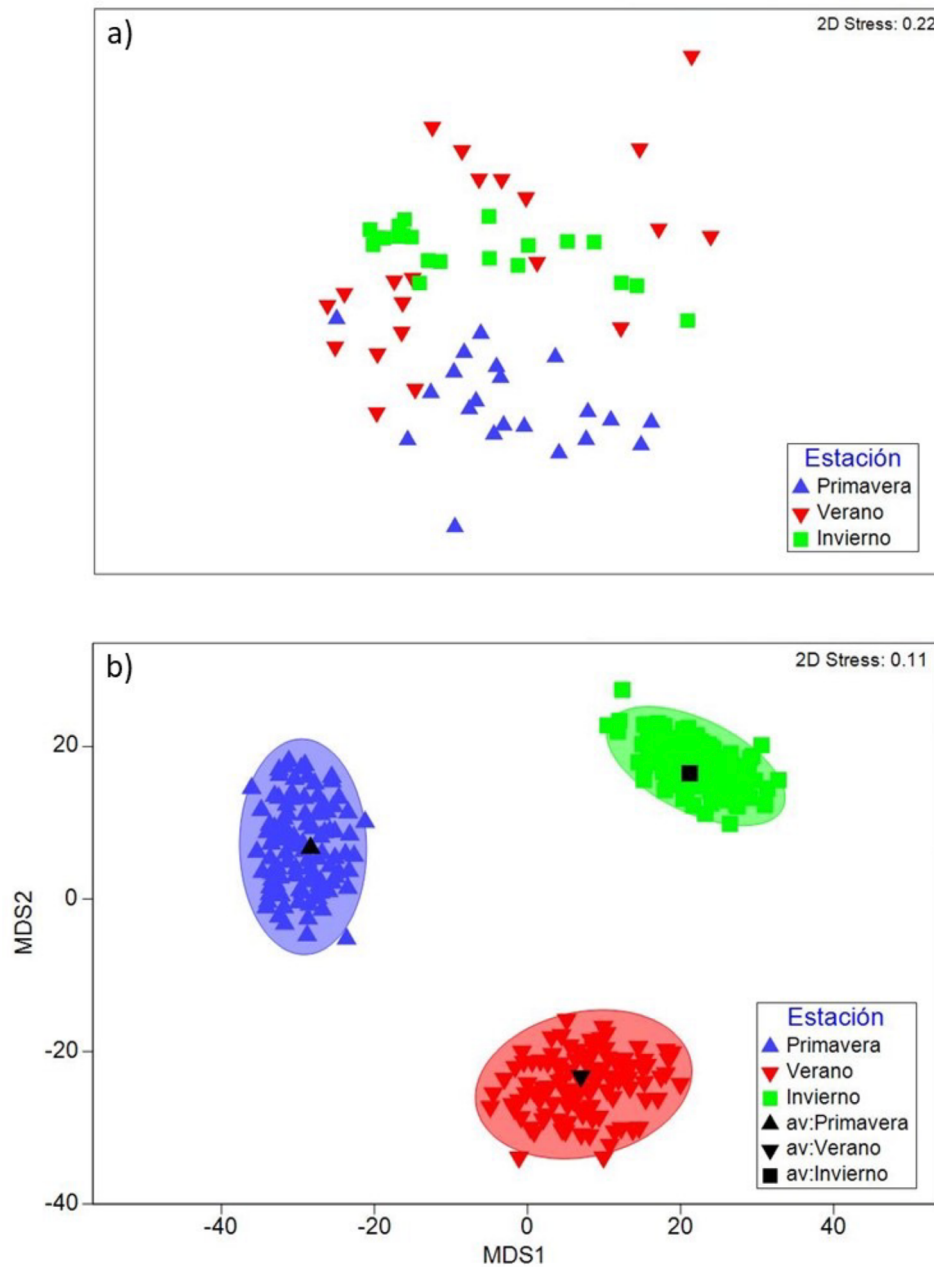 a)
2D Stress: 0.22
Estación
Primavera
Verano
Invierno
b)
2D Stress: 0.11
20
0
-20
-40
MDS2
Estación
Primavera
Verano
Invierno
av:Primavera
av:Verano
av:Invierno
-40 -20 0 20 40
MDS1